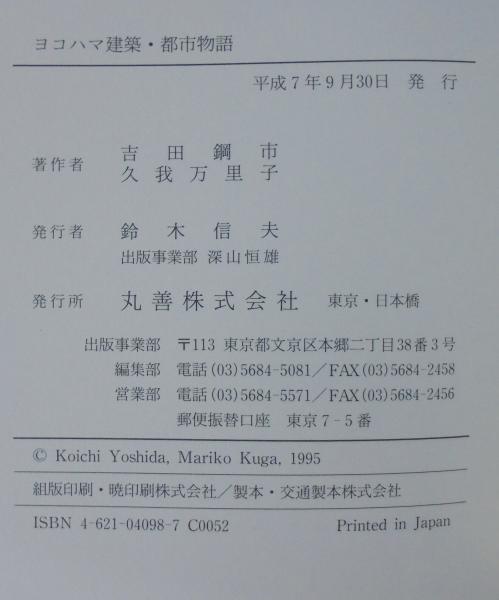 ヨコハマ建築・都市物語
平成7年9月30日 発行
著作者 吉田鋼市
久我万里子
発行者 鈴木信夫
出版事業部 深山恒雄
発行所 丸善株式会社 東京・日本橋
出版事業部 〒113 東京都文京区本郷二丁目38番3号
編集部 電話(03)5684-5081/FAX(03)5684-2458
営業部 電話(03)5684-5571/FAX(03)5684-2456
郵便振替口座 東京7-5番
© Koichi Yoshida, Mariko Kuga, 1995
組版印刷・暁印刷株式会社/製本・交通製本株式会社
ISBN 4-621-04098-7 C0052 Printed in Japan